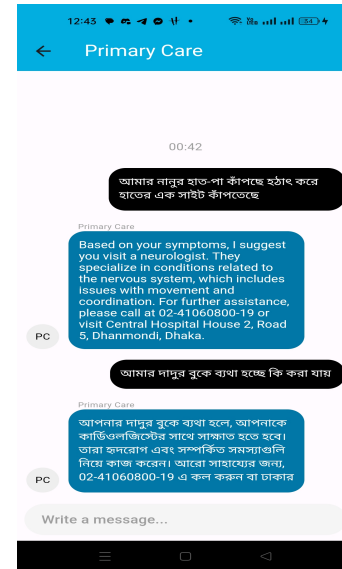 12:43
84
Primary Care
00:42
আমার নানুর হাত-পা কাঁপছে হঠাৎ করে
হাতের এক সাইট কাঁপতেছে
Primary Care
Based on your symptoms, I suggest
you visit a neurologist. They
specialize in conditions related to
the nervous system, which includes
issues with movement and
coordination. For further assistance,
please call at 02-41060800-19 or
visit Central Hospital House 2, Road
5, Dhanmondi, Dhaka.
PC
আমার দাদুর বুকে ব্যথা হচ্ছে কি করা যায়
Primary Care
আপনার দাদুর বুকে ব্যথা হলে, আপনাকে
কার্ডিওলজিস্টের সাথে সাক্ষাত হতে হবে।
তারা হৃদরোগ এবং সম্পর্কিত সমস্যাগুলি
নিয়ে কাজ করেন। আরো সাহায্যের জন্য,
02-41060800-19 এ কল করুন বা ঢাকার
PC
Write a message...